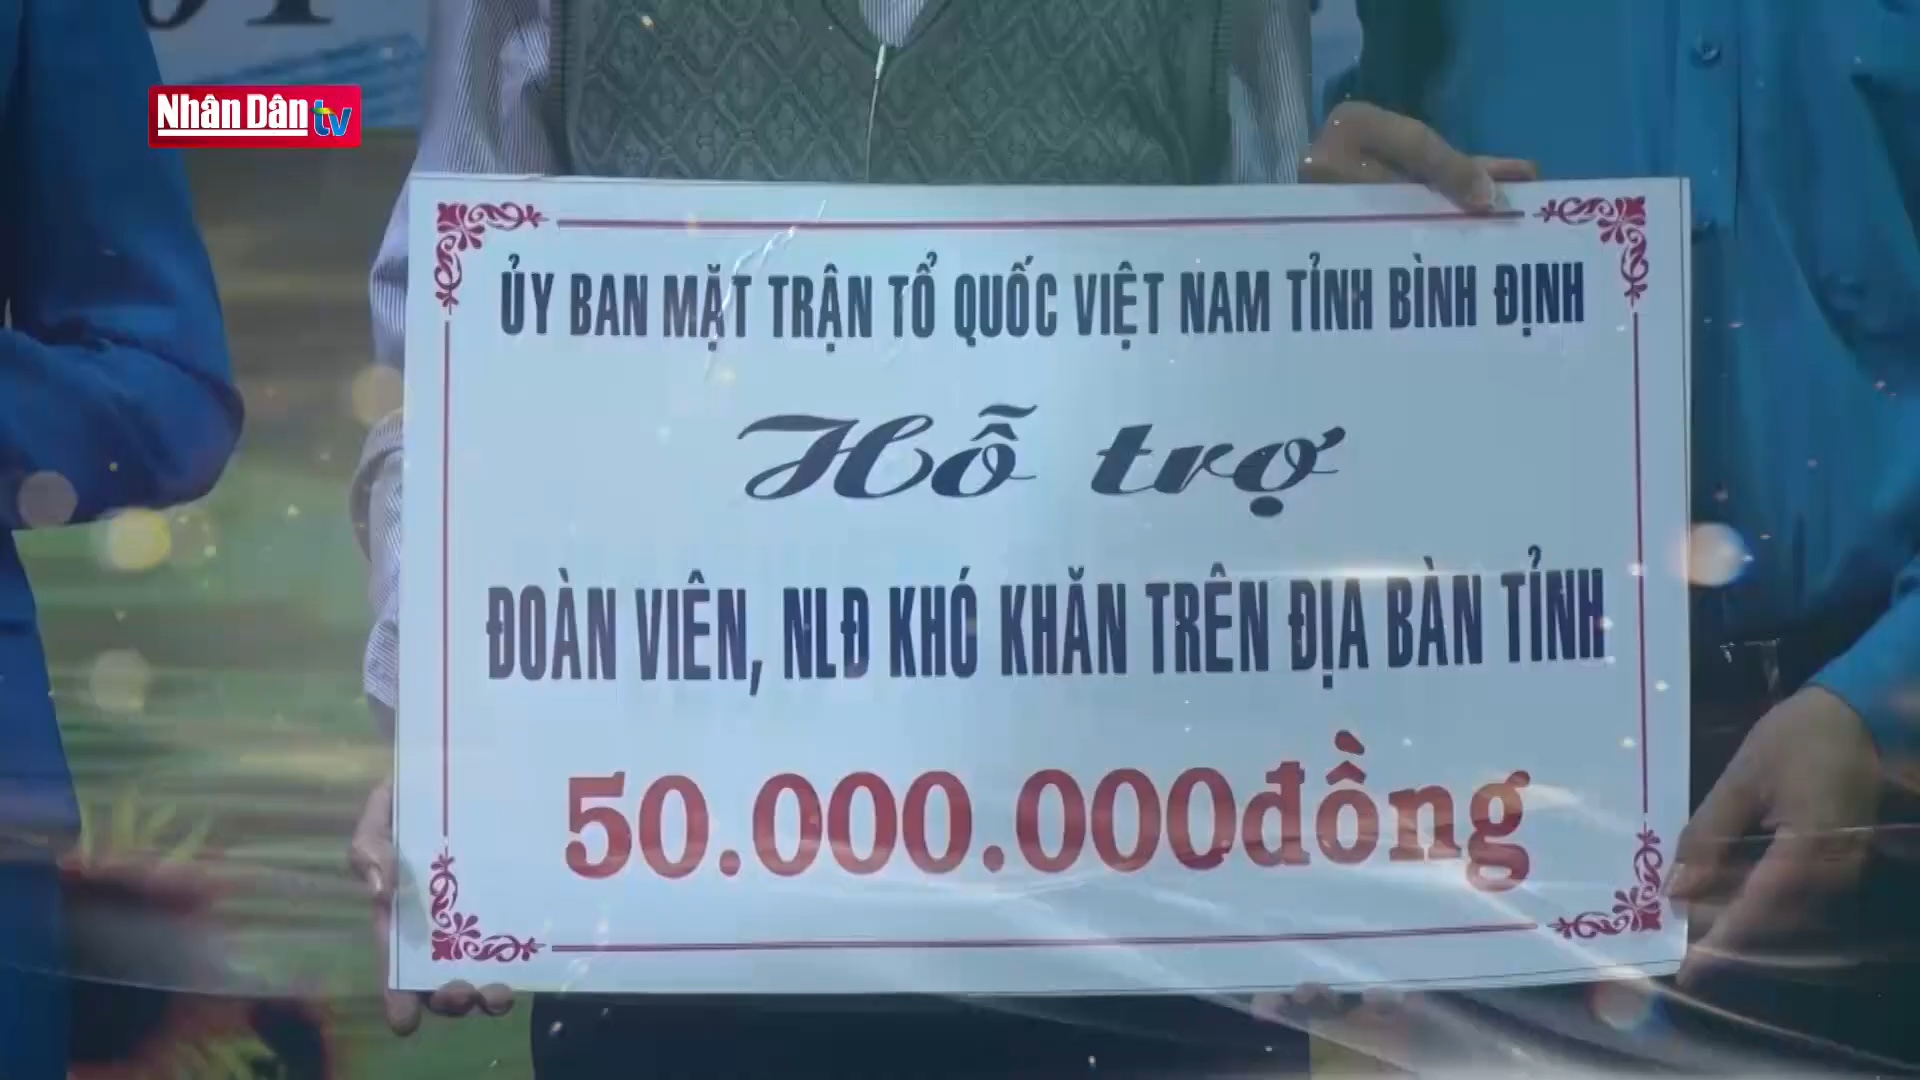 Nhân Dân tv
ỦY BAN MẶT TRẬN TỔ QUỐC VIỆT NAM TỈNH BÌNH ĐỊNH
Hỗ trợ
ĐOÀN VIÊN, NLĐ KHÓ KHĂN TRÊN ĐỊA BÀN TỈNH
50.000.000đồng